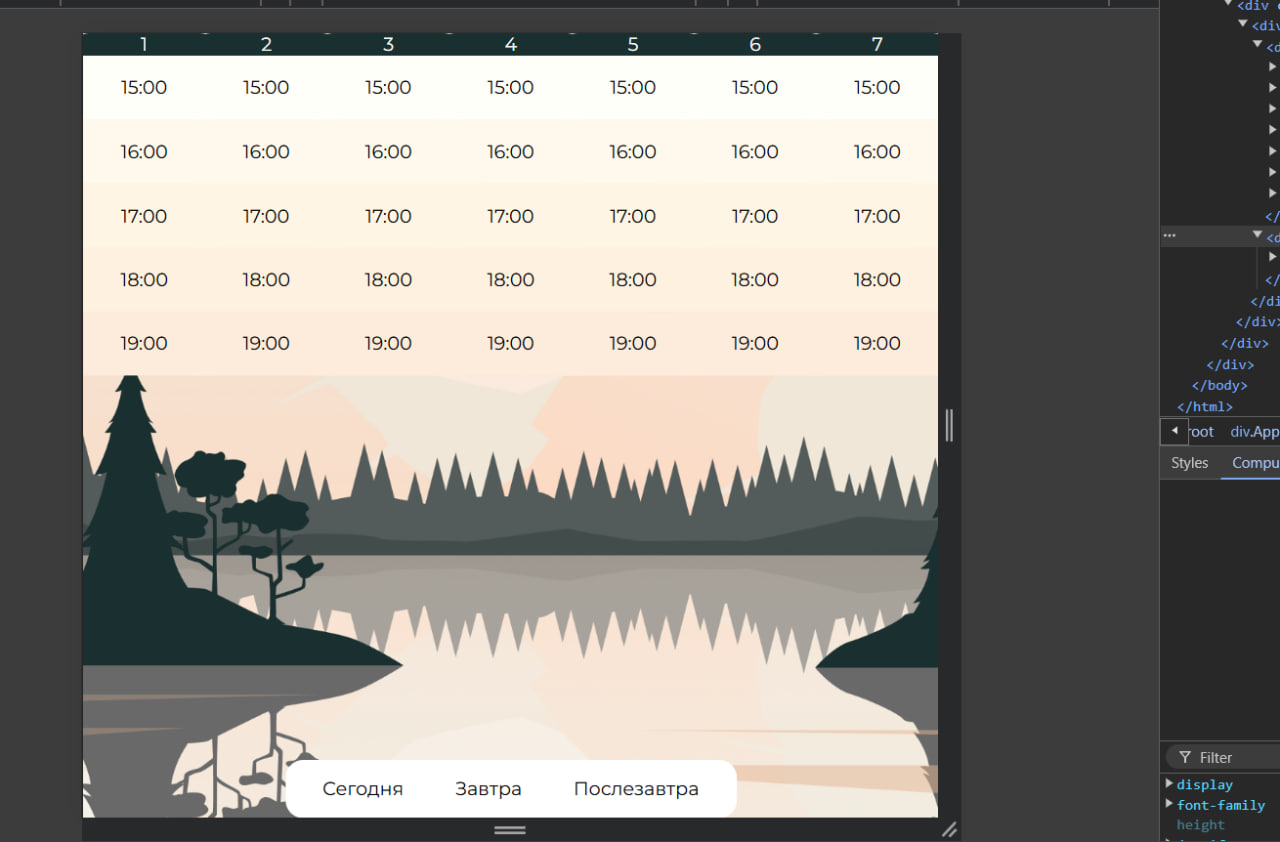 1 2 3 4 5 6 7
15:00 15:00 15:00 15:00 15:00 15:00 15:00
16:00 16:00 16:00 16:00 16:00 16:00 16:00
17:00 17:00 17:00 17:00 17:00 17:00 17:00
18:00 18:00 18:00 18:00 18:00 18:00 18:00
19:00 19:00 19:00 19:00 19:00 19:00 19:00
Сегодня Завтра Послезавтра
<div
<div
</div>
</div>
</div>
</body>
</html>
root div.App
Styles
Filter
display
font-family
height